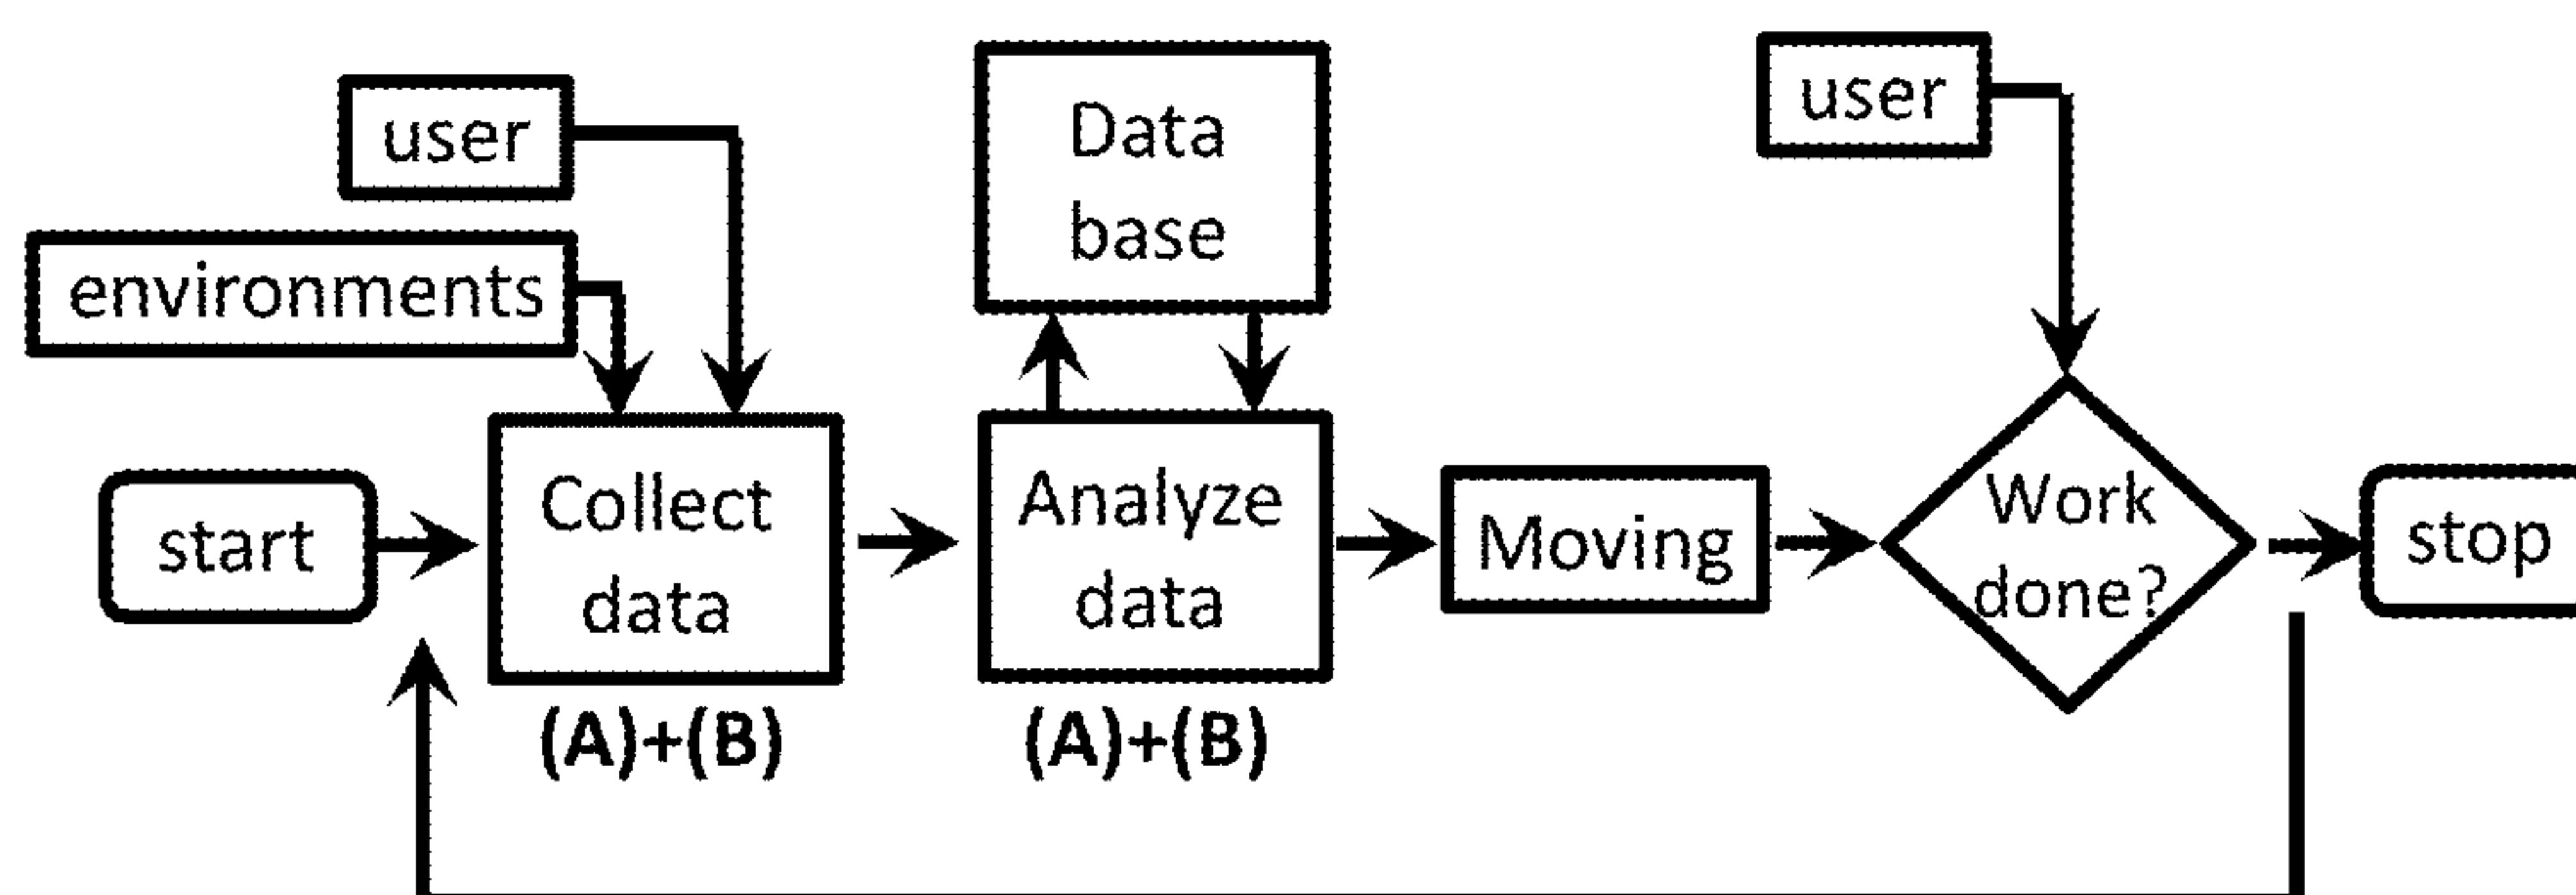 user
environments
start
Collect
data
(A)+(B)
Data
base
Analyze
data
(A)+(B)
Moving
user
Work
done?
stop